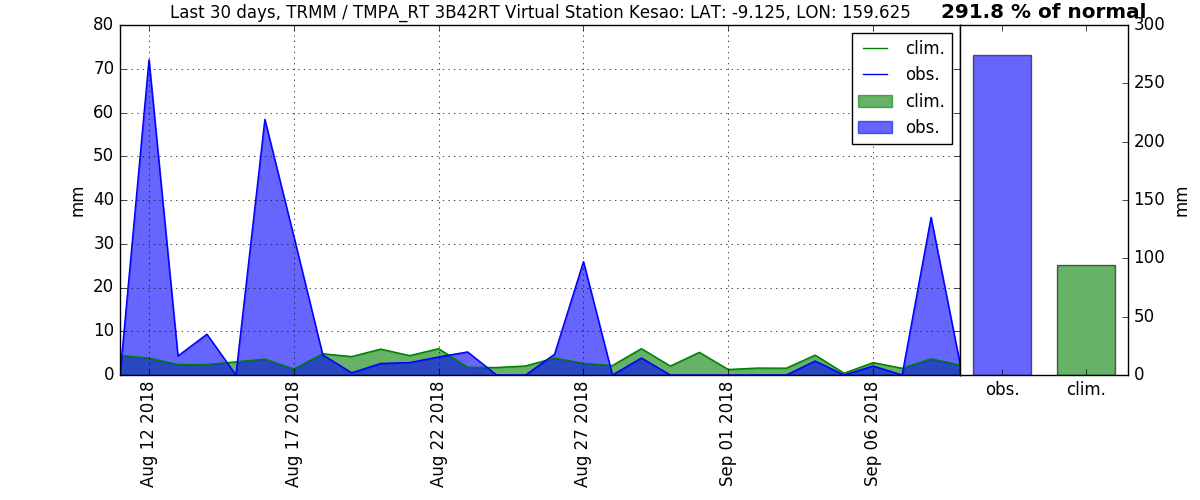 Last 30 days, TRMM / TMPA_RT 3B42RT Virtual Station Kesao: LAT: -9.125, LON: 159.625
291.8 % of normal
80
70
60
50
40
30
20
10
0
mm
clim.
obs.
clim.
obs.
300
250
200
150
100
50
0
mm
Aug 12 2018
Aug 17 2018
Aug 22 2018
Aug 27 2018
Sep 01 2018
Sep 06 2018
obs.
clim.